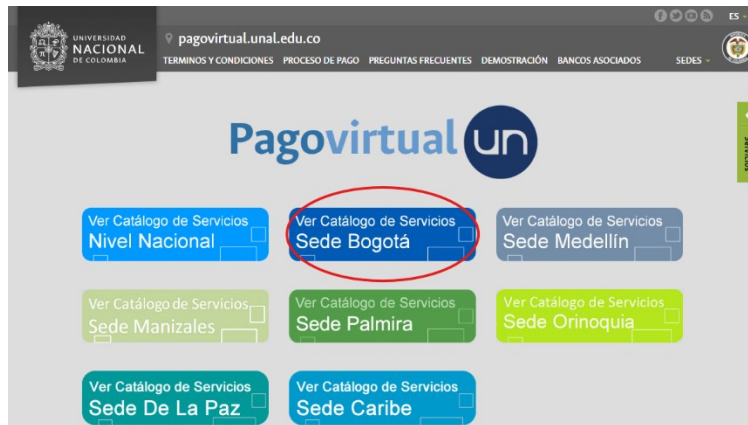 ES
UNIVERSIDAD
NACIONAL
DE COLOMBIA
pagovirtual.unal.edu.co
TERMINOS Y CONDICIONES PROCESO DE PAGO PREGUNTAS FRECUENTES DEMOSTRACIÓN BANCOS ASOCIADOS SEDES
Pagovirtual un
Ver Catálogo de Servicios
Nivel Nacional
Ver Catálogo de Servicios
Sede Bogotá
Ver Catálogo de Servicios
Sede Medellín
Ver Catálogo de Servicios
Sede Manizales
Ver Catálogo de Servicios
Sede Palmira
Ver Catálogo de Servicios
Sede Orinoquia
Ver Catálogo de Servicios
Sede De La Paz
Ver Catálogo de Servicios
Sede Caribe